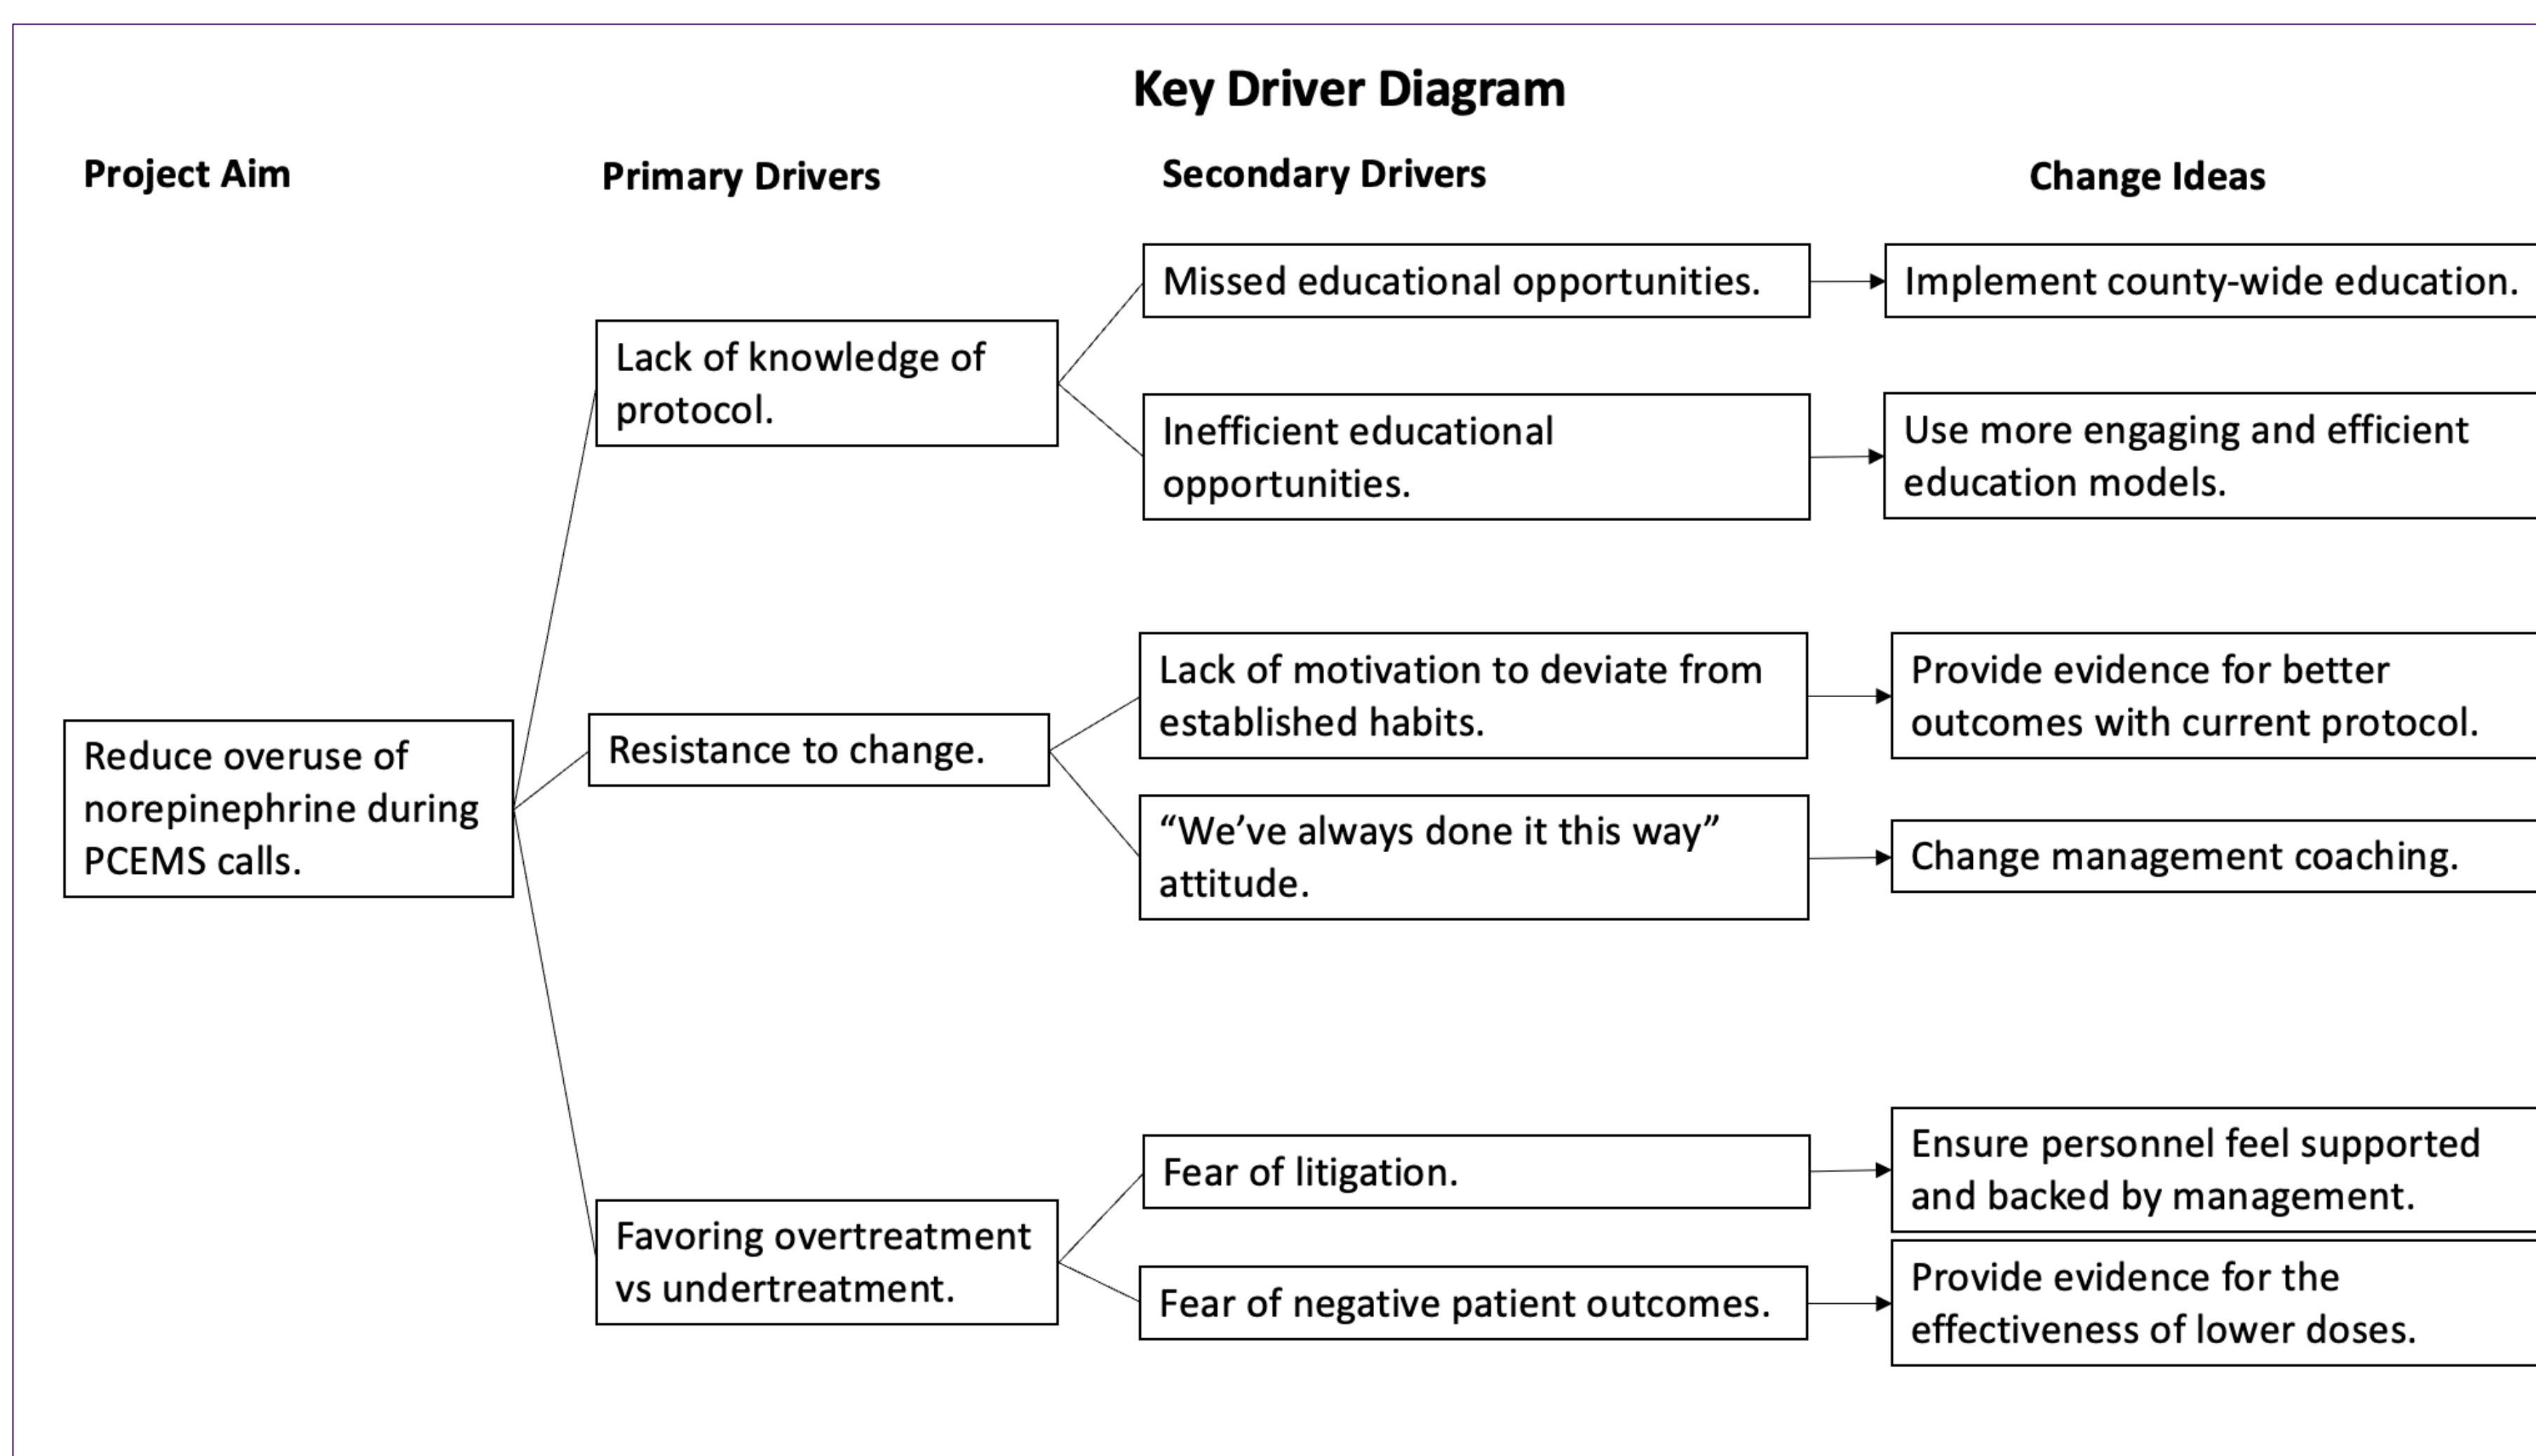 Key Driver Diagram
Project Aim
Primary Drivers
Secondary Drivers
Change Ideas
Reduce overuse of
norepinephrine during
PCEMS calls.
Lack of knowledge of
protocol.
Missed educational opportunities.
Implement county-wide education.
Inefficient educational
opportunities.
Use more engaging and efficient
education models.
Resistance to change.
Lack of motivation to deviate from
established habits.
Provide evidence for better
outcomes with current protocol.
“We’ve always done it this way”
attitude.
Change management coaching.
Favoring overtreatment
vs undertreatment.
Fear of litigation.
Ensure personnel feel supported
and backed by management.
Fear of negative patient outcomes.
Provide evidence for the
effectiveness of lower doses.